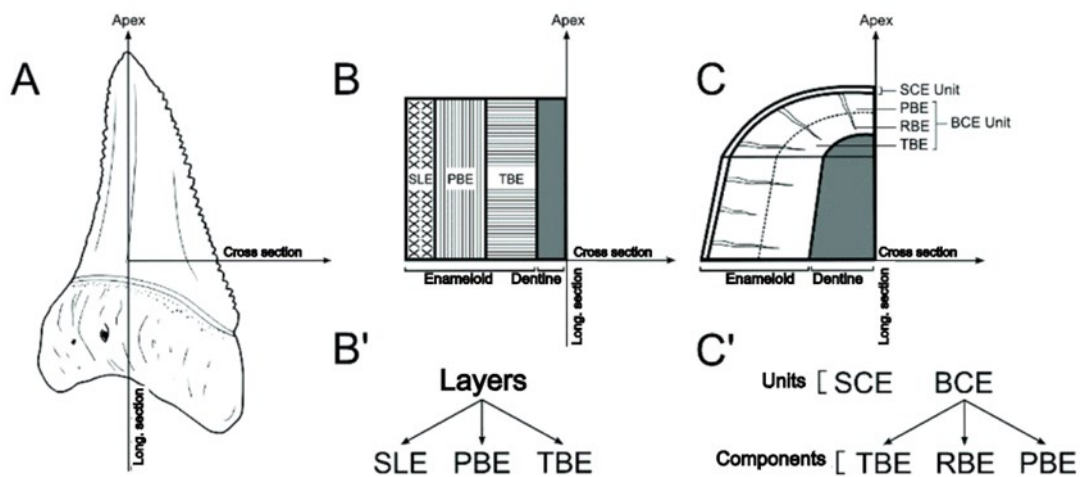 A
Apex
Cross section
Long. section
B
Apex
SLE PBE TBE
Cross section
Enameloid Dentine
Long. section
C
Apex
SCE Unit
PBE
RBE
TBE
BCE Unit
Cross section
Enameloid Dentine
Long. section
B'
Layers
SLE PBE TBE
C'
Units [ SCE BCE
Components [ TBE RBE PBE